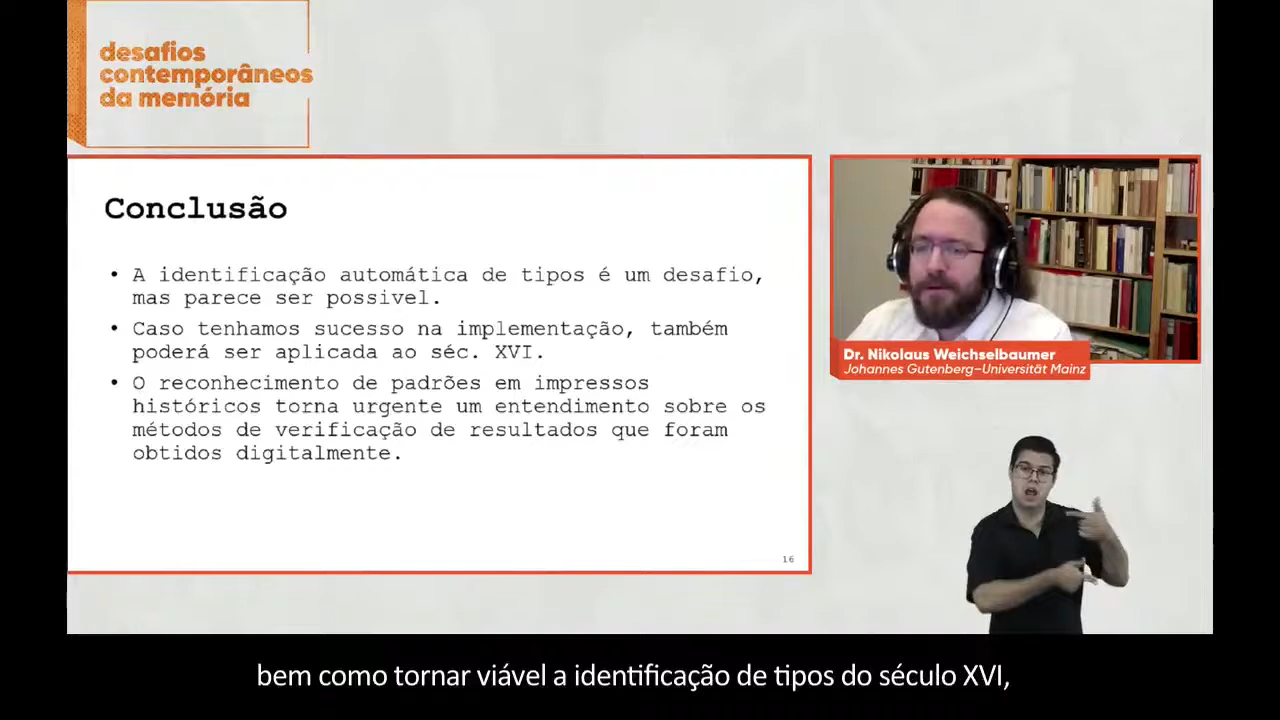 desafios
contemporâneos
da memória
Conclusão
• A identificação automática de tipos é um desafio,
mas parece ser possivel.
• Caso tenhamos sucesso na implementação, também
poderá ser aplicada ao séc. XVI.
• O reconhecimento de padrões em impressos
históricos torna urgente um entendimento sobre os
métodos de verificação de resultados que foram
obtidos digitalmente.
16
Dr. Nikolaus Weichselbaumer
Johannes Gutenberg–Universität Mainz
bem como tornar viável a identificação de tipos do século XVI,